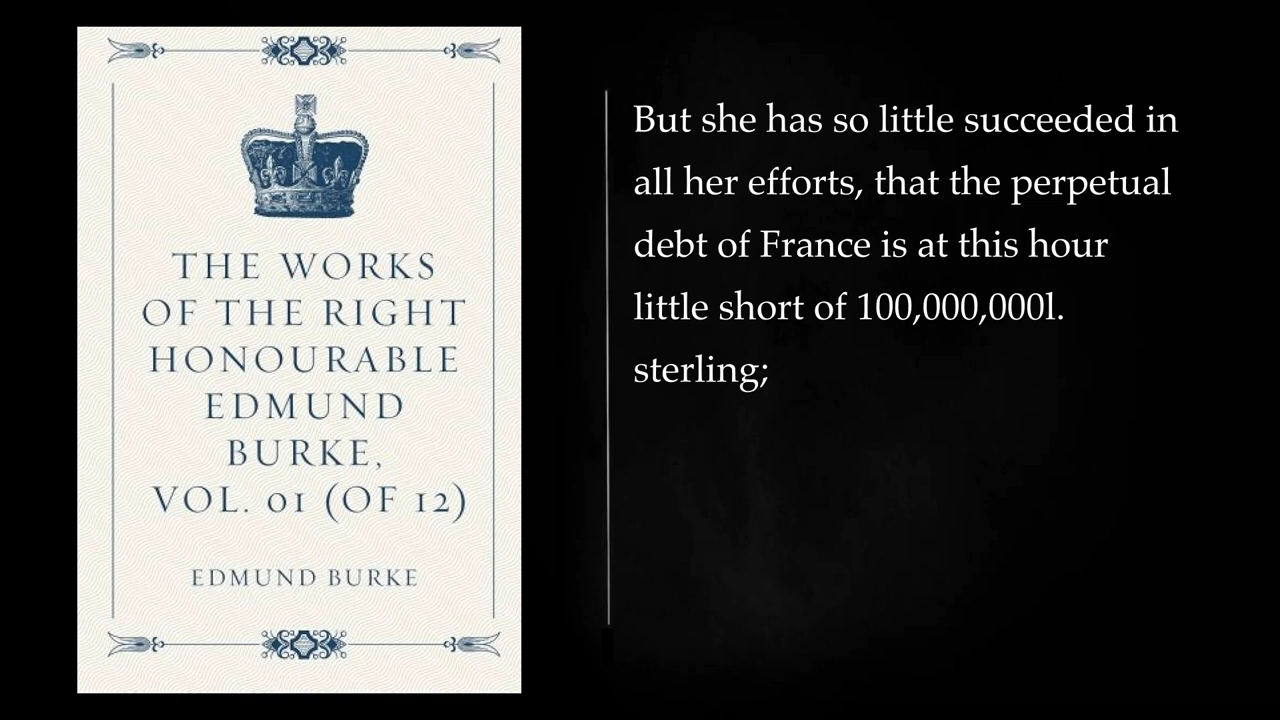 THE WORKS
OF THE RIGHT
HONOURABLE
EDMUND
BURKE,
VOL. 01 (OF 12)
EDMUND BURKE
But she has so little succeeded in
all her efforts, that the perpetual
debt of France is at this hour
little short of 100,000,000l.
sterling;